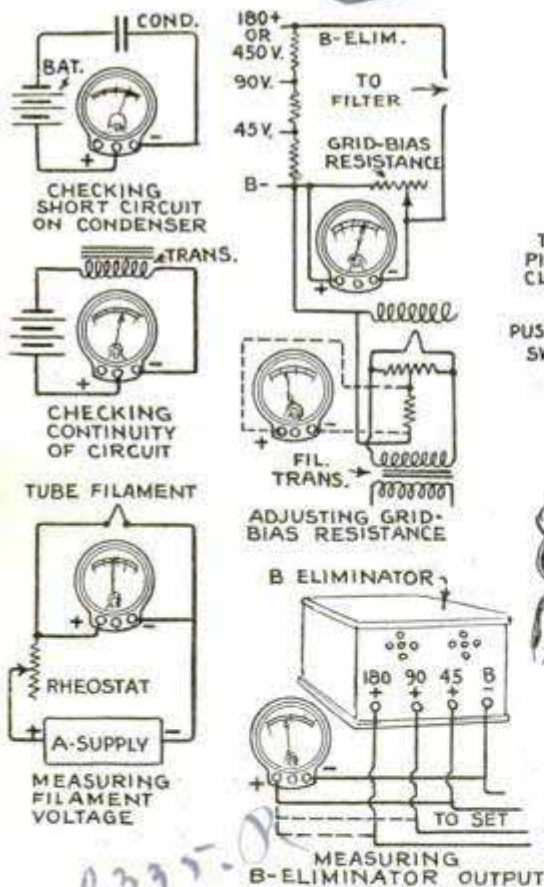 COND.
BAT.
+ -
CHECKING
SHORT CIRCUIT
ON CONDENSER
TRANS.
+ -
CHECKING
CONTINUITY
OF CIRCUIT
TUBE FILAMENT
+ -
RHEOSTAT
+ A-SUPPLY -
MEASURING
FILAMENT
VOLTAGE
180+
OR
450V.
B-ELIM.
90V.
TO
FILTER
45V.
GRID-BIAS
RESISTANCE
B-
+ -
+ -
FIL.
TRANS.
ADJUSTING GRID-
BIAS RESISTANCE
B ELIMINATOR
180 90 45 B
+ + + -
+ -
TO SET
MEASURING
B-ELIMINATOR OUTPUT